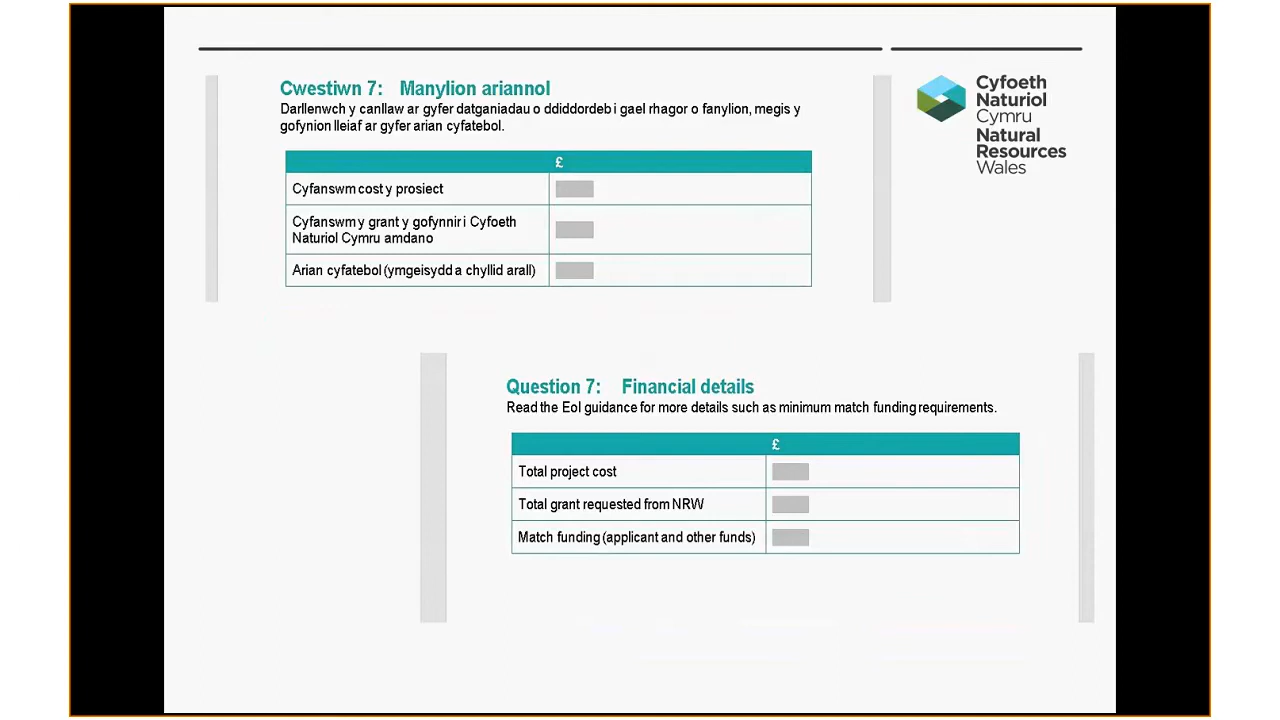 Cwestiwn 7: Manylion ariannol
Darllenwch y canllaw ar gyfer datganiadau o ddiddordeb i gael rhagor o fanylion, megis y
gofynion lleiaf ar gyfer arian cyfatebol.
£
Cyfanswm cost y prosiect
Cyfanswm y grant y gofynnir i Cyfoeth
Naturiol Cymru amdano
Arian cyfatebol (ymgeisydd a chyllid arall)
Cyfoeth
Naturiol
Cymru
Natural
Resources
Wales
Question 7: Financial details
Read the EoI guidance for more details such as minimum match funding requirements.
£
Total project cost
Total grant requested from NRW
Match funding (applicant and other funds)